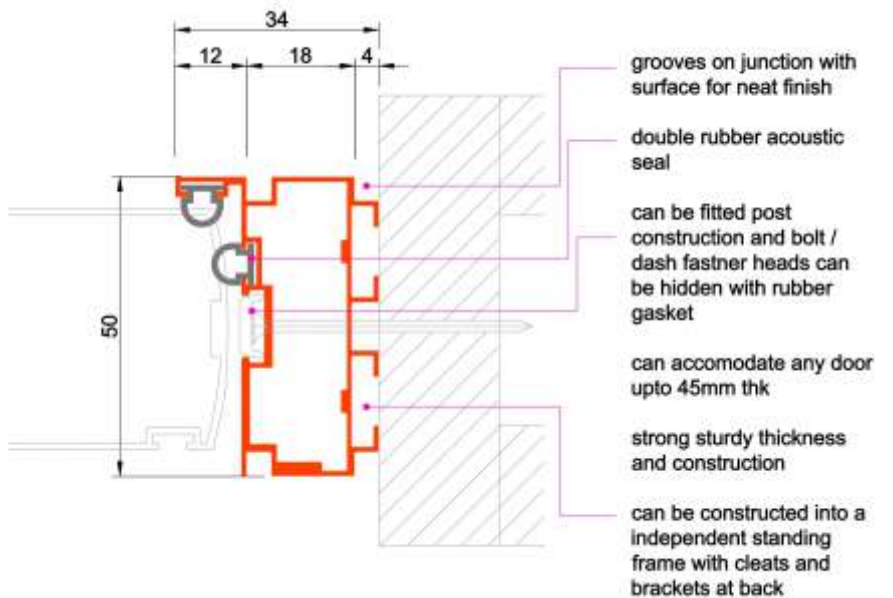 34
12
18
4
50
grooves on junction with
surface for neat finish
double rubber acoustic
seal
can be fitted post
construction and bolt /
dash fastner heads can
be hidden with rubber
gasket
can accomodate any door
upto 45mm thk
strong sturdy thickness
and construction
can be constructed into a
independent standing
frame with cleats and
brackets at back